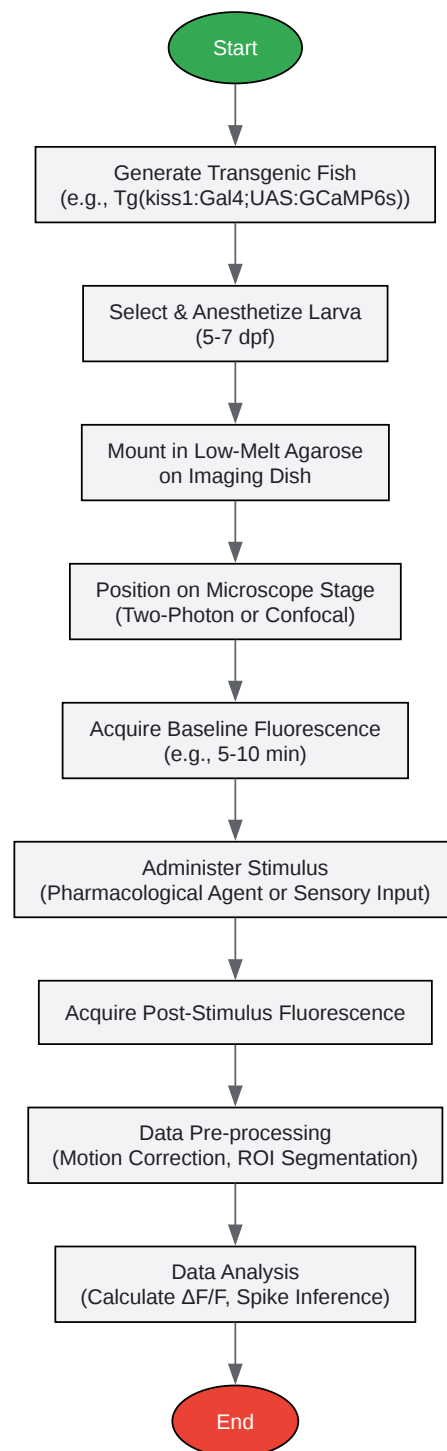 Start
Generate Transgenic Fish
(e.g., Tg(kiss1:Gal4;UAS:GCaMP6s))
Select & Anesthetize Larva
(5-7 dpf)
Mount in Low-Melt Agarose
on Imaging Dish
Position on Microscope Stage
(Two-Photon or Confocal)
Acquire Baseline Fluorescence
(e.g., 5-10 min)
Administer Stimulus
(Pharmacological Agent or Sensory Input)
Acquire Post-Stimulus Fluorescence
Data Pre-processing
(Motion Correction, ROI Segmentation)
Data Analysis
(Calculate ΔF/F, Spike Inference)
End